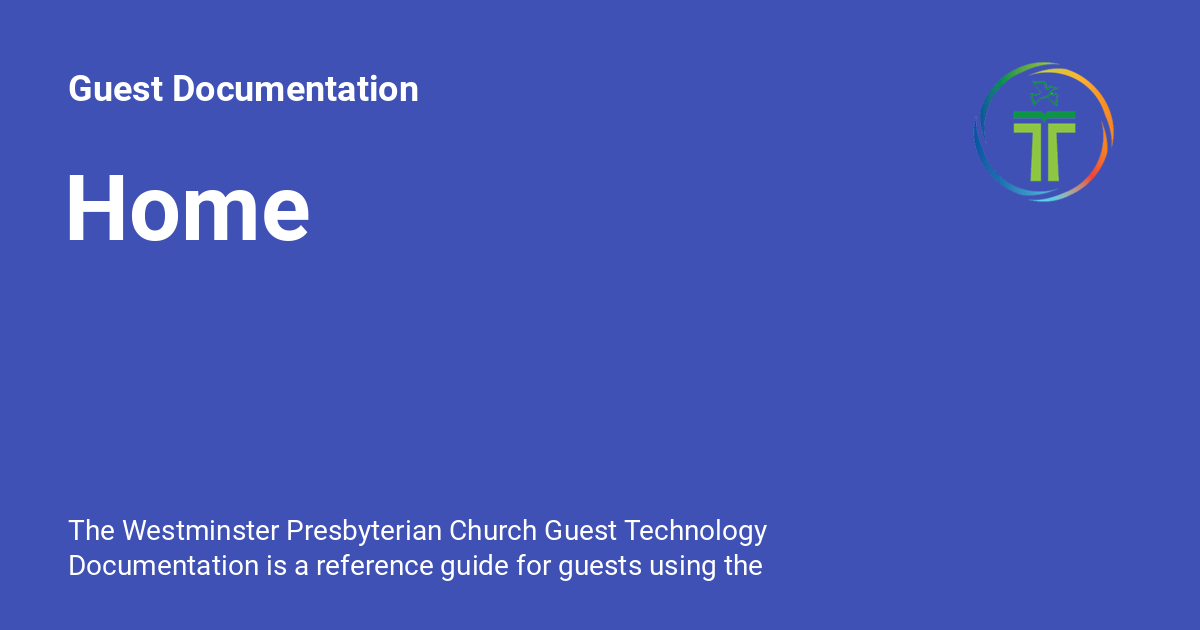 Guest Documentation
Home
The Westminster Presbyterian Church Guest Technology
Documentation is a reference guide for guests using the